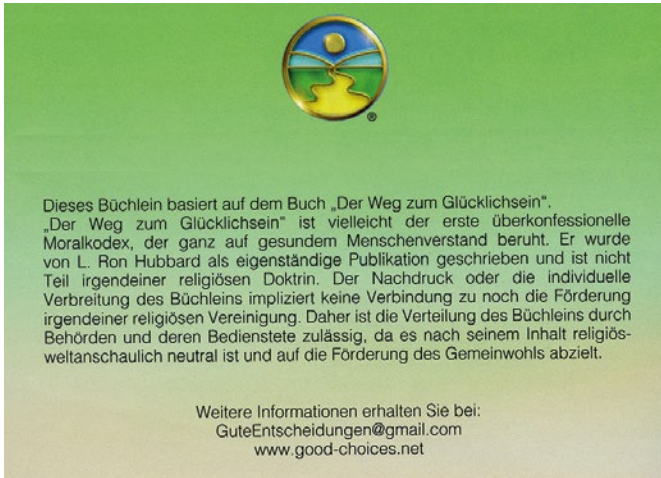 ®
Dieses Büchlein basiert auf dem Buch „Der Weg zum Glücklichsein“.
„Der Weg zum Glücklichsein“ ist vielleicht der erste überkonfessionelle
Moralkodex, der ganz auf gesundem Menschenverstand beruht. Er wurde
von L. Ron Hubbard als eigenständige Publikation geschrieben und ist nicht
Teil irgendeiner religiösen Doktrin. Der Nachdruck oder die individuelle
Verbreitung des Büchleins impliziert keine Verbindung zu noch die Förderung
irgendeiner religiösen Vereinigung. Daher ist die Verteilung des Büchleins durch
Behörden und deren Bedienstete zulässig, da es nach seinem Inhalt religiös-
weltanschaulich neutral ist und auf die Förderung des Gemeinwohls abzielt.
Weitere Informationen erhalten Sie bei:
GuteEntscheidungen@gmail.com
www.good-choices.net